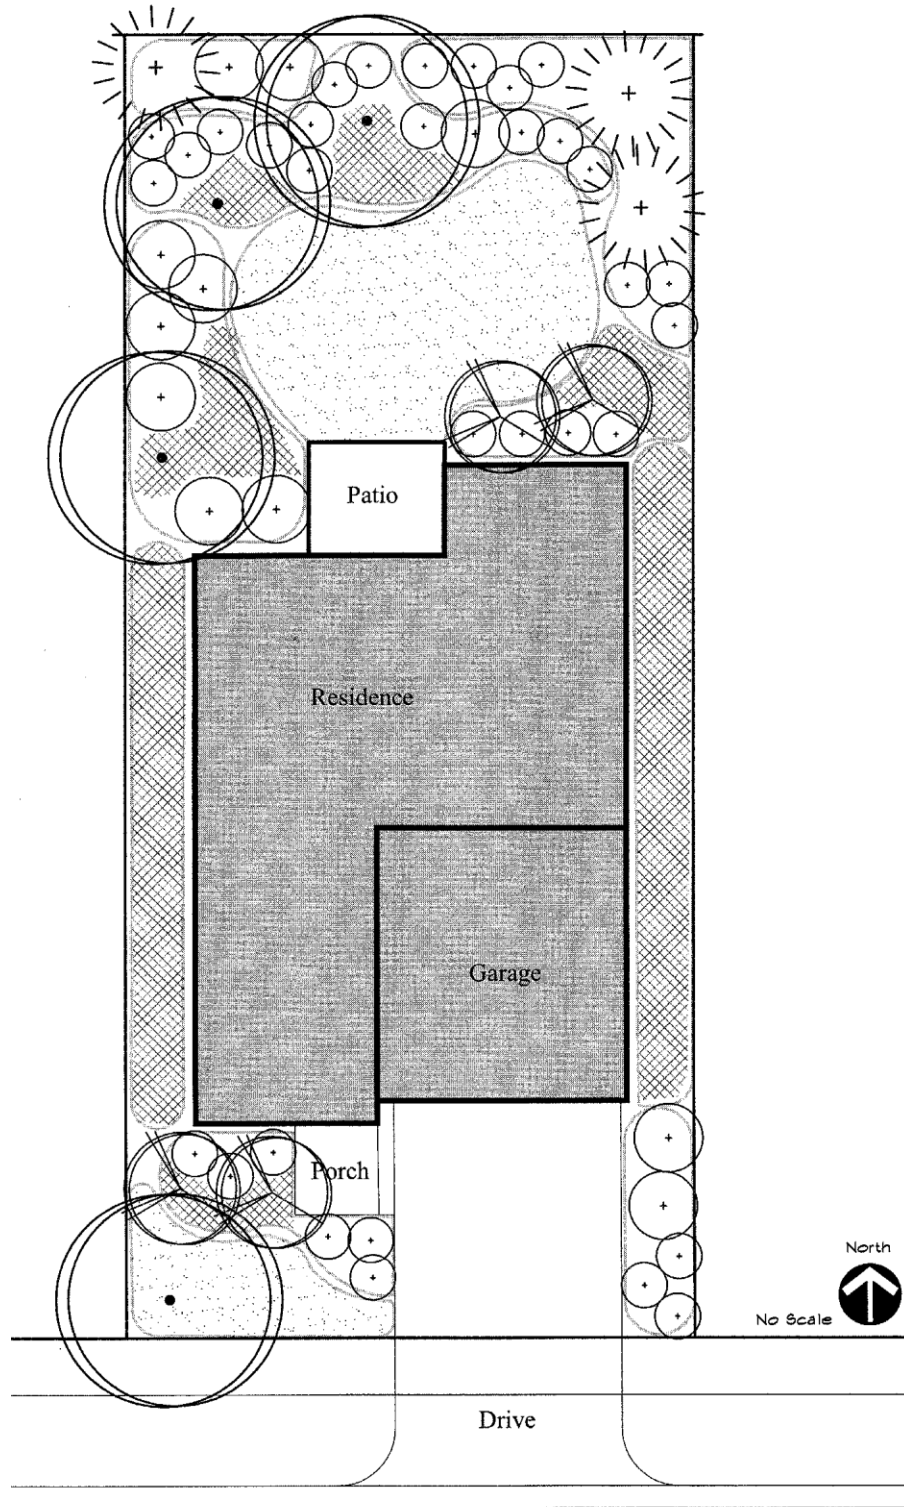 Patio
Residence
Garage
Porch
North
No Scale
Drive